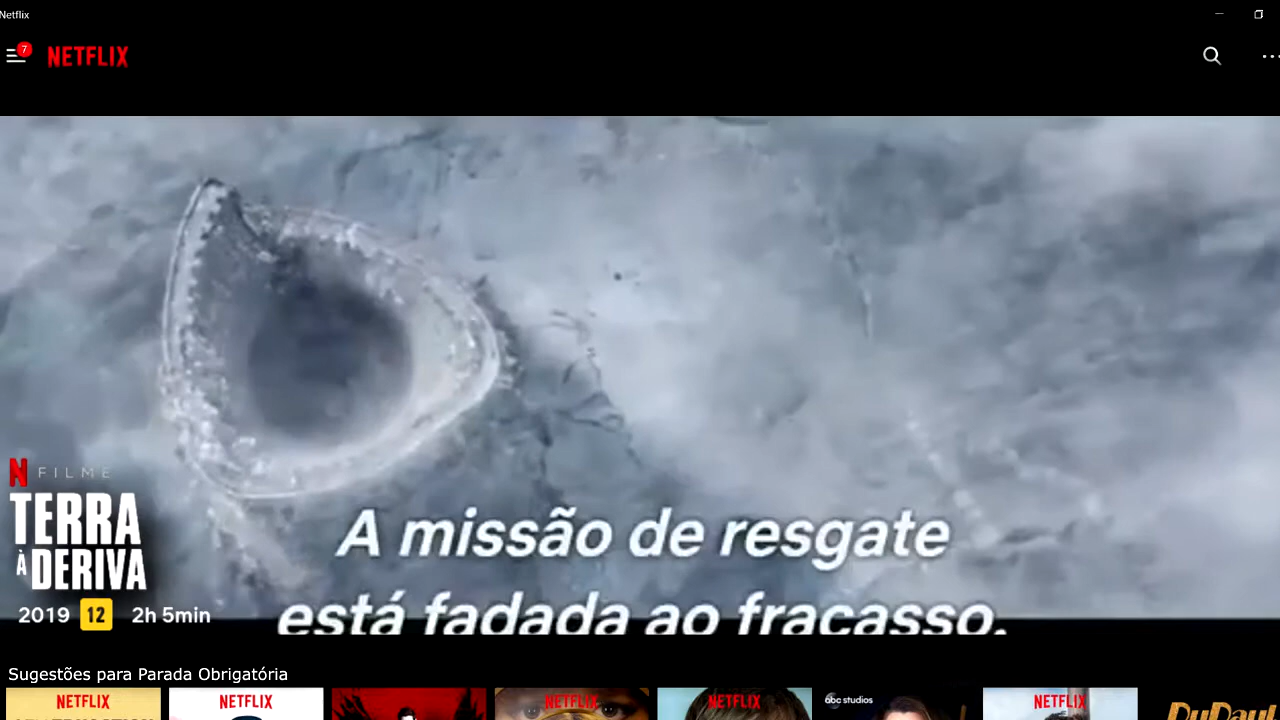 Netflix
7
NETFLIX
N FILME
TERRA
À DERIVA
2019 12 2h 5min
A missão de resgate
está fadada ao fracasso.
Sugestões para Parada Obrigatória
NETFLIX
NETFLIX
NETFLIX
NETFLIX
abc studios
NETFLIX
RuPaul